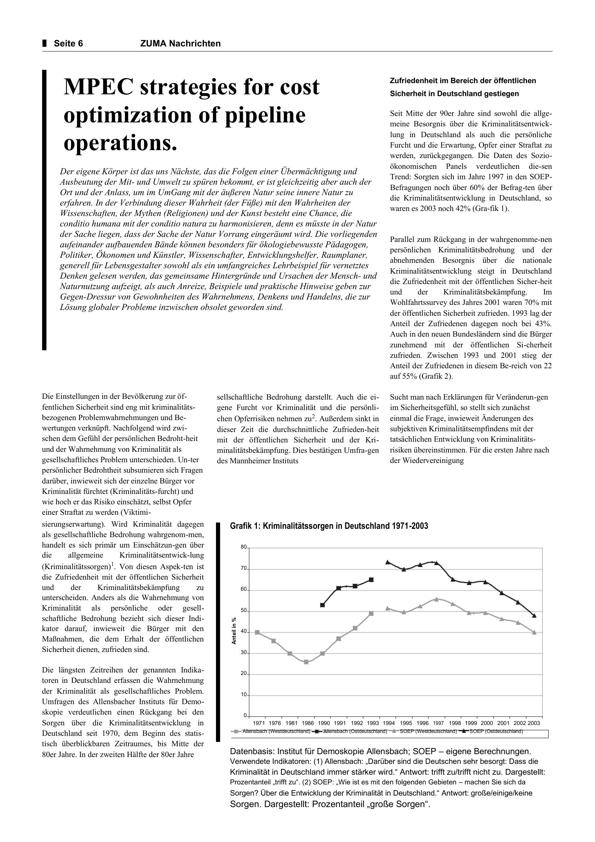 Seite 6 ZUMA Nachrichten
MPEC strategies for cost
optimization of pipeline
operations.
Der eigene Körper ist das uns Nächste, das die Folgen einer Übermächtigung und
Ausbeutung der Mit- und Umwelt zu spüren bekommt, er ist gleichzeitig aber auch der
Ort und der Anlass, um im UmGang mit der äußeren Natur seine innere Natur zu
erfahren. In der Verbindung dieser Wahrheit (der Füße) mit den Wahrheiten der
Wissenschaften, der Mythen (Religionen) und der Kunst besteht eine Chance, die
conditio humana mit der conditio natura zu harmonisieren, denn es müsste in der Natur
der Sache liegen, dass der Sache der Natur Vorrang eingeräumt wird. Die vorliegenden
aufeinander aufbauenden Bände können besonders für ökologiebewusste Pädagogen,
Politiker, Ökonomen und Künstler, Wissenschafter, Entwicklungshelfer, Raumplaner,
generell für Lebensgestalter sowohl als ein umfangreiches Lehrbeispiel für vernetztes
Denken gelesen werden, das gemeinsame Hintergründe und Ursachen der Mensch- und
Naturnutzung aufzeigt, als auch Anreize, Beispiele und praktische Hinweise geben zur
Gegen-Dressur von Gewohnheiten des Wahrnehmens, Denkens und Handelns, die zur
Lösung globaler Probleme inzwischen obsolet geworden sind.
Zufriedenheit im Bereich der öffentlichen
Sicherheit in Deutschland gestiegen
Seit Mitte der 90er Jahre sind sowohl die allge-
meine Besorgnis über die Kriminalitätsentwick-
lung in Deutschland als auch die persönliche
Furcht und die Erwartung, Opfer einer Straftat zu
werden, zurückgegangen. Die Daten des Sozio-
ökonomischen Panels verdeutlichen die-sen
Trend: Sorgten sich im Jahre 1997 in den SOEP-
Befragungen noch über 60% der Befrag-ten über
die Kriminalitätsentwicklung in Deutschland, so
waren es 2003 noch 42% (Gra-fik 1).
Parallel zum Rückgang in der wahrgenomme-nen
persönlichen Kriminalitätsbedrohung und der
abnehmenden Besorgnis über die nationale
Kriminalitätsentwicklung steigt in Deutschland
die Zufriedenheit mit der öffentlichen Sicher-heit
und der Kriminalitätsbekämpfung. Im
Wohlfahrtssurvey des Jahres 2001 waren 70% mit
der öffentlichen Sicherheit zufrieden. 1993 lag der
Anteil der Zufriedenen dagegen noch bei 43%.
Auch in den neuen Bundesländern sind die Bürger
zunehmend mit der öffentlichen Si-cherheit
zufrieden. Zwischen 1993 und 2001 stieg der
Anteil der Zufriedenen in diesem Be-reich von 22
auf 55% (Grafik 2).
Die Einstellungen in der Bevölkerung zur öf-
fentlichen Sicherheit sind eng mit kriminalitäts-
bezogenen Problemwahrnehmungen und Be-
wertungen verknüpft. Nachfolgend wird zwi-
schen dem Gefühl der persönlichen Bedroht-heit
und der Wahrnehmung von Kriminalität als
gesellschaftliches Problem unterschieden. Un-ter
persönlicher Bedrohtheit subsumieren sich Fragen
darüber, inwieweit sich der einzelne Bürger vor
Kriminalität fürchtet (Kriminalitäts-furcht) und
wie hoch er das Risiko einschätzt, selbst Opfer
einer Straftat zu werden (Viktimi-
sierungserwartung). Wird Kriminalität dagegen
als gesellschaftliche Bedrohung wahrgenom-men,
handelt es sich primär um Einschätzun-gen über
die allgemeine Kriminalitätsentwick-lung
(Kriminalitätssorgen)1. Von diesen Aspek-ten ist
die Zufriedenheit mit der öffentlichen Sicherheit
und der Kriminalitätsbekämpfung zu
unterscheiden. Anders als die Wahrnehmung von
Kriminalität als persönliche oder gesell-
schaftliche Bedrohung bezieht sich dieser Indi-
kator darauf, inwieweit die Bürger mit den
Maßnahmen, die dem Erhalt der öffentlichen
Sicherheit dienen, zufrieden sind.
Die längsten Zeitreihen der genannten Indika-
toren in Deutschland erfassen die Wahrnehmung
der Kriminalität als gesellschaftliches Problem.
Umfragen des Allensbacher Instituts für Demo-
skopie verdeutlichen einen Rückgang bei den
Sorgen über die Kriminalitätsentwicklung in
Deutschland seit 1970, dem Beginn des statis-
tisch überblickbaren Zeitraumes, bis Mitte der
80er Jahre. In der zweiten Hälfte der 80er Jahre
sellschaftliche Bedrohung darstellt. Auch die ei-
gene Furcht vor Kriminalität und die persönli-
chen Opferrisiken nehmen zu2. Außerdem sinkt in
dieser Zeit die durchschnittliche Zufrieden-heit
mit der öffentlichen Sicherheit und der Kri-
minalitätsbekämpfung. Dies bestätigen Umfra-gen
des Mannheimer Instituts
Sucht man nach Erklärungen für Veränderun-gen
im Sicherheitsgefühl, so stellt sich zunächst
einmal die Frage, inwieweit Änderungen des
subjektiven Kriminalitätsempfindens mit der
tatsächlichen Entwicklung von Kriminalitäts-
risiken übereinstimmen. Für die ersten Jahre nach
der Wiedervereinigung
Grafik 1: Kriminalitätssorgen in Deutschland 1971-2003
Anteil in %
80
70
60
50
40
30
20
10
0
1971 1976 1981 1986 1990 1991 1992 1993 1994 1995 1996 1997 1998 1999 2000 2001 2002 2003
Allensbach (Westdeutschland) Allensbach (Ostdeutschland) SOEP (Westdeutschland) SOEP (Ostdeutschland)
Datenbasis: Institut für Demoskopie Allensbach; SOEP – eigene Berechnungen.
Verwendete Indikatoren: (1) Allensbach: „Darüber sind die Deutschen sehr besorgt: Dass die
Kriminalität in Deutschland immer stärker wird.“ Antwort: trifft zu/trifft nicht zu. Dargestellt:
Prozentanteil „trifft zu“. (2) SOEP: „Wie ist es mit den folgenden Gebieten – machen Sie sich da
Sorgen? Über die Entwicklung der Kriminalität in Deutschland.“ Antwort: große/einige/keine
Sorgen. Dargestellt: Prozentanteil „große Sorgen“.